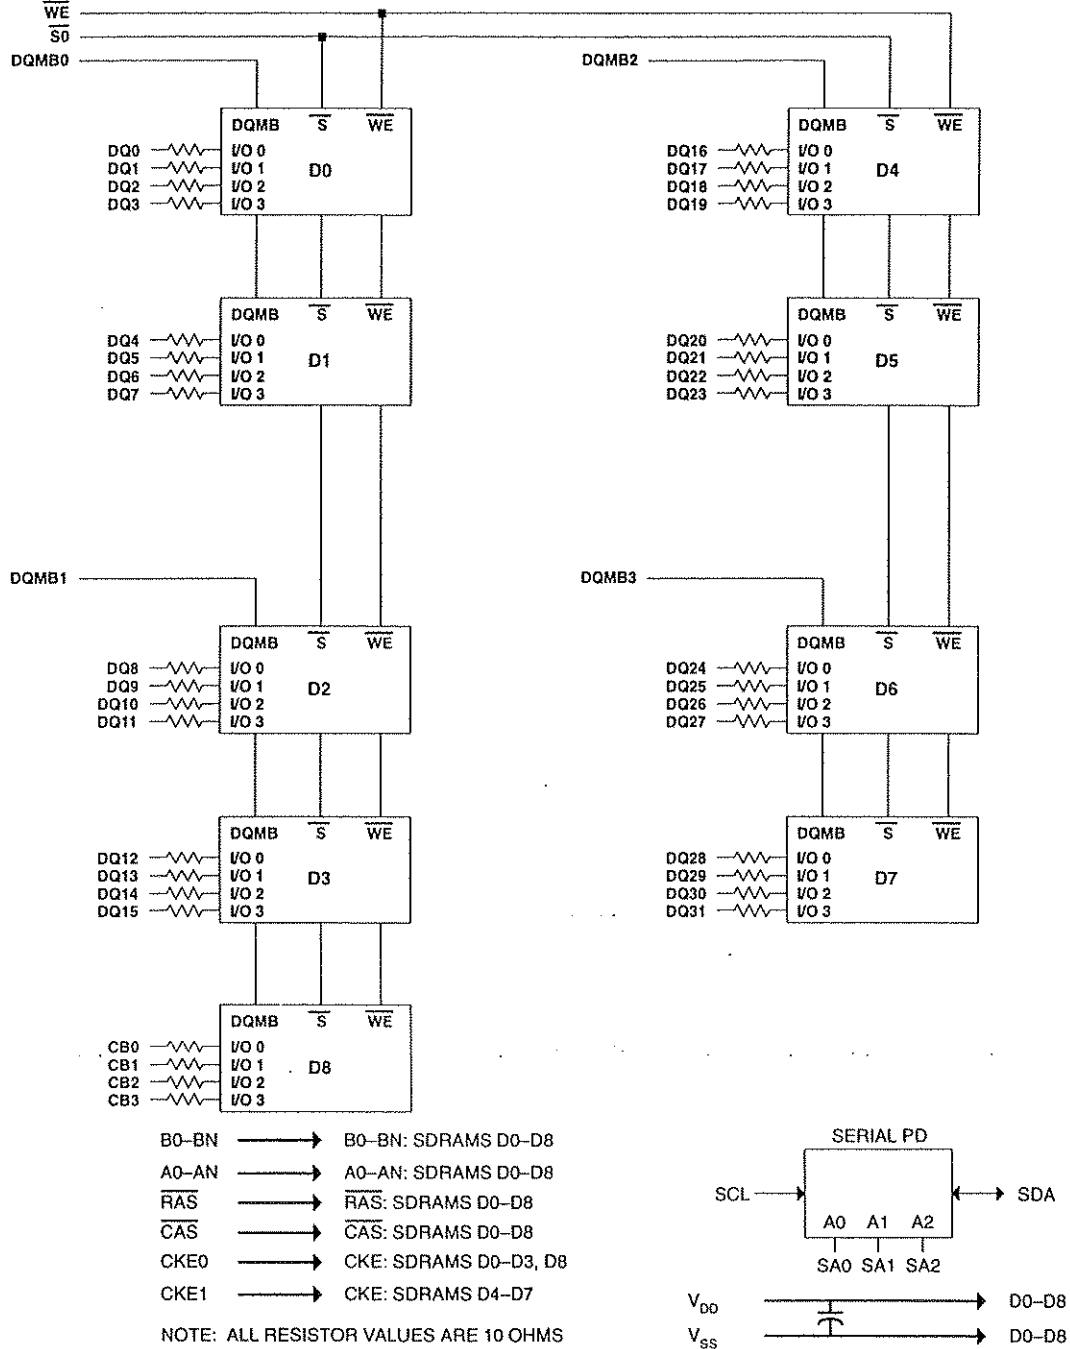 WE
S0
DQMB0 DQMB2
DQMB S WE DQMB S WE
DQ0 I/O 0 DQ16 I/O 0
DQ1 I/O 1 D0 DQ17 I/O 1 D4
DQ2 I/O 2 DQ18 I/O 2
DQ3 I/O 3 DQ19 I/O 3
DQMB S WE DQMB S WE
DQ4 I/O 0 DQ20 I/O 0
DQ5 I/O 1 D1 DQ21 I/O 1 D5
DQ6 I/O 2 DQ22 I/O 2
DQ7 I/O 3 DQ23 I/O 3
DQMB1 DQMB3
DQMB S WE DQMB S WE
DQ8 I/O 0 DQ24 I/O 0
DQ9 I/O 1 D2 DQ25 I/O 1 D6
DQ10 I/O 2 DQ26 I/O 2
DQ11 I/O 3 DQ27 I/O 3
DQMB S WE DQMB S WE
DQ12 I/O 0 DQ28 I/O 0
DQ13 I/O 1 D3 DQ29 I/O 1 D7
DQ14 I/O 2 DQ30 I/O 2
DQ15 I/O 3 DQ31 I/O 3
DQMB S WE
CB0 I/O 0
CB1 I/O 1 D8
CB2 I/O 2
CB3 I/O 3
B0–BN B0–BN: SDRAMS D0–D8
A0–AN A0–AN: SDRAMS D0–D8
RAS RAS: SDRAMS D0–D8
CAS CAS: SDRAMS D0–D8
CKE0 CKE: SDRAMS D0–D3, D8
CKE1 CKE: SDRAMS D4–D7
NOTE: ALL RESISTOR VALUES ARE 10 OHMS
SERIAL PD
SCL SDA
A0 A1 A2
SA0 SA1 SA2
VDD D0–D8
VSS D0–D8